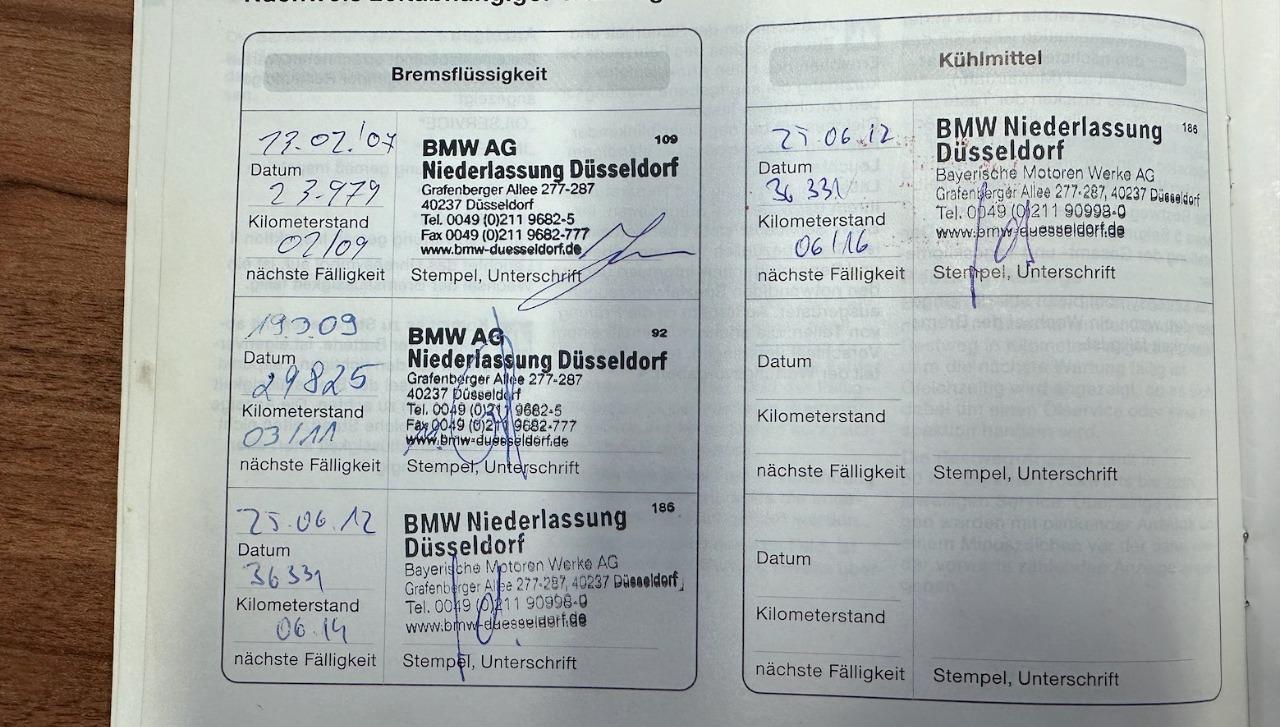 Bremsflüssigkeit
13.02.'07
Datum
23.979
Kilometerstand
02/09
nächste Fälligkeit
BMW AG 109
Niederlassung Düsseldorf
Grafenberger Allee 277-287
40237 Düsseldorf
Tel. 0049 (0)211 9682-5
Fax 0049 (0)211 9682-777
www.bmw-duesseldorf.de
Stempel, Unterschrift
Datum
29825
Kilometerstand
03/11
nächste Fälligkeit
BMW AG 92
Niederlassung Düsseldorf
Grafenberger Allee 277-287
40237 Düsseldorf
Tel. 0049 (0)211 9682-5
Fax 0049 (0)211 9682-777
www.bmw-duesseldorf.de
Stempel, Unterschrift
25.06.12
Datum
36331
Kilometerstand
06.14
nächste Fälligkeit
BMW Niederlassung 186
Düsseldorf
Bayerische Motoren Werke AG
Grafenberger Allee 277-287, 40237 Düsseldorf
Tel. 0049 (0)211 90998-0
www.bmw-duesseldorf.de
Stempel, Unterschrift
Kühlmittel
25.06.12
Datum
36331
Kilometerstand
06/16
nächste Fälligkeit
BMW Niederlassung 186
Düsseldorf
Bayerische Motoren Werke AG
Grafenberger Allee 277-287, 40237 Düsseldorf
Tel. 0049 (0)211 90998-0
www.bmw-duesseldorf.de
Stempel, Unterschrift
Datum
Kilometerstand
nächste Fälligkeit
Stempel, Unterschrift
Datum
Kilometerstand
nächste Fälligkeit
Stempel, Unterschrift